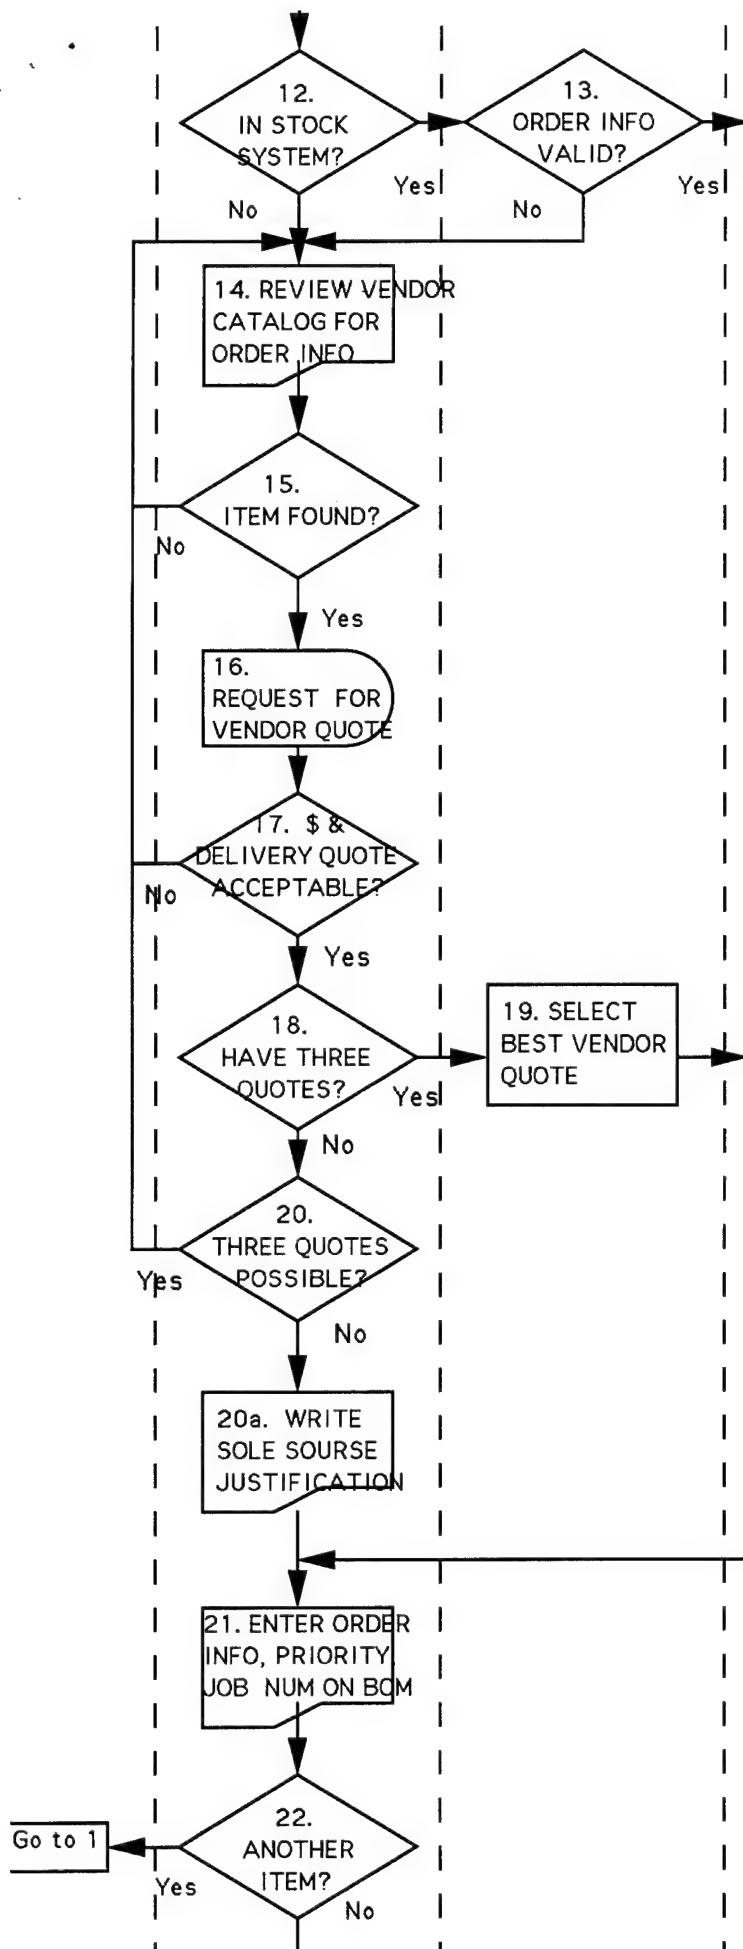 12.
IN STOCK
SYSTEM?
Yes
No
13.
ORDER INFO
VALID?
Yes
No
14. REVIEW VENDOR
CATALOG FOR
ORDER INFO
15.
ITEM FOUND?
No
Yes
16.
REQUEST FOR
VENDOR QUOTE
17. $ &
DELIVERY QUOTE
ACCEPTABLE?
No
Yes
18.
HAVE THREE
QUOTES?
Yes
No
19. SELECT
BEST VENDOR
QUOTE
20.
THREE QUOTES
POSSIBLE?
Yes
No
20a. WRITE
SOLE SOURSE
JUSTIFICATION
21. ENTER ORDER
INFO, PRIORITY,
JOB NUM ON BOM
22.
ANOTHER
ITEM?
Go to 1
Yes
No